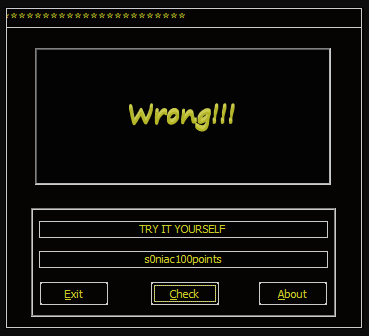 **********************
Wrong!!!
TRY IT YOURSELF
s0niac100points
Exit
Check
About